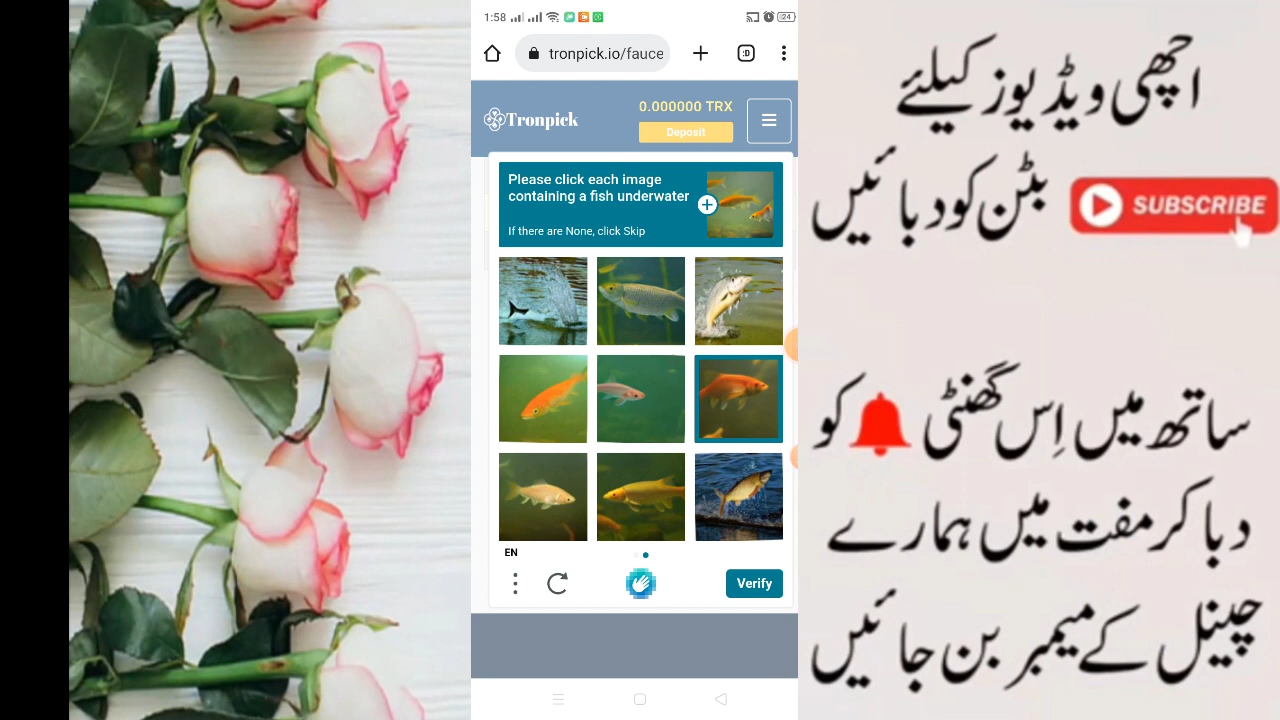 1:58
24
tronpick.io/fauce
:D
Tronpick
0.000000 TRX
Deposit
Please click each image
containing a fish underwater
If there are None, click Skip
EN
Verify
اچھی ویڈیوز کیلئے
بٹن کو دبائیں
SUBSCRIBE
ساتھ میں اِس گھنٹی کو
دبا کر مفت میں ہمارے
چینل کے میمبر بن جائیں